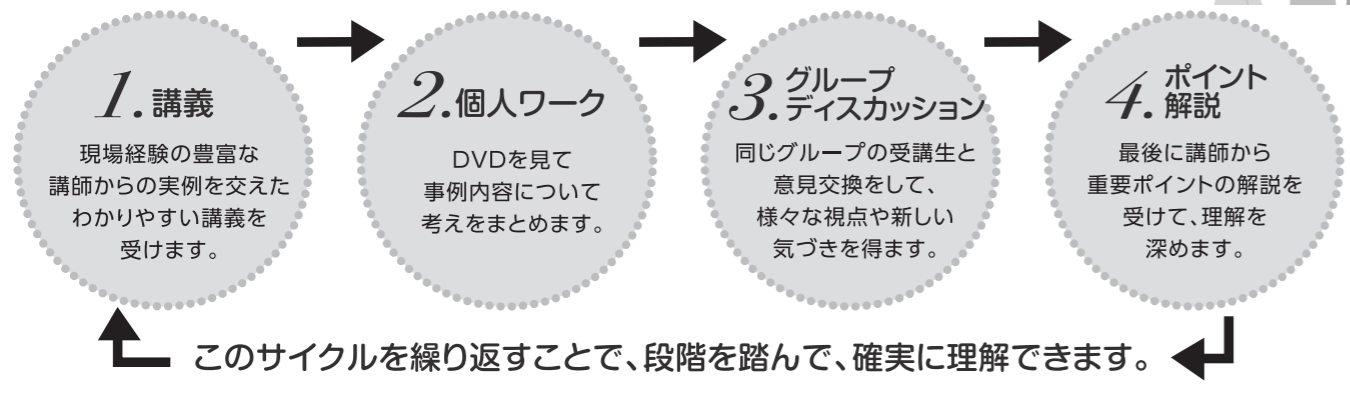 1.講義
現場経験の豊富な
講師からの実例を交えた
わかりやすい講義を
受けます。
2.個人ワーク
DVDを見て
事例内容について
考えをまとめます。
3.グループ
ディスカッション
同じグループの受講生と
意見交換をして、
様々な視点や新しい
気づきを得ます。
4.ポイント
解説
最後に講師から
重要ポイントの解説を
受けて、理解を
深めます。
このサイクルを繰り返すことで、段階を踏んで、確実に理解できます。